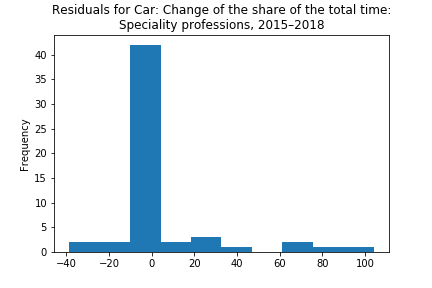 Residuals for Car: Change of the share of the total time:
Speciality professions, 2015–2018
Frequency
40
35
30
25
20
15
10
5
0
−40 −20 0 20 40 60 80 100